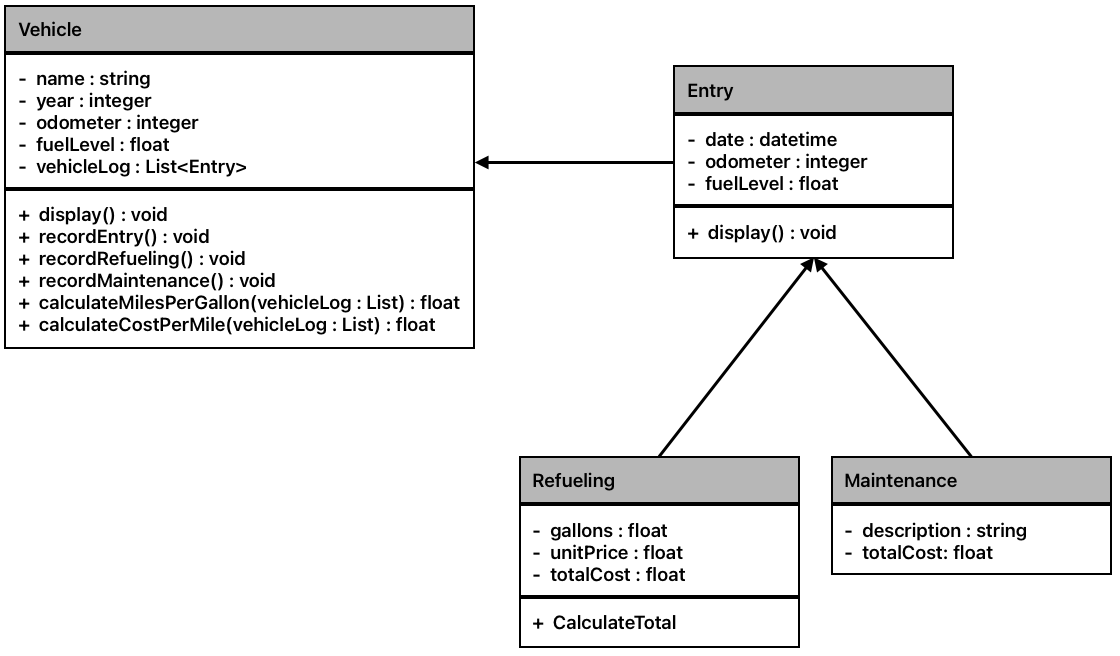 Vehicle
- name : string
- year : integer
- odometer : integer
- fuelLevel : float
- vehicleLog : List<Entry>
+ display() : void
+ recordEntry() : void
+ recordRefueling() : void
+ recordMaintenance() : void
+ calculateMilesPerGallon(vehicleLog : List) : float
+ calculateCostPerMile(vehicleLog : List) : float
Entry
- date : datetime
- odometer : integer
- fuelLevel : float
+ display() : void
Refueling
- gallons : float
- unitPrice : float
- totalCost : float
+ CalculateTotal
Maintenance
- description : string
- totalCost: float